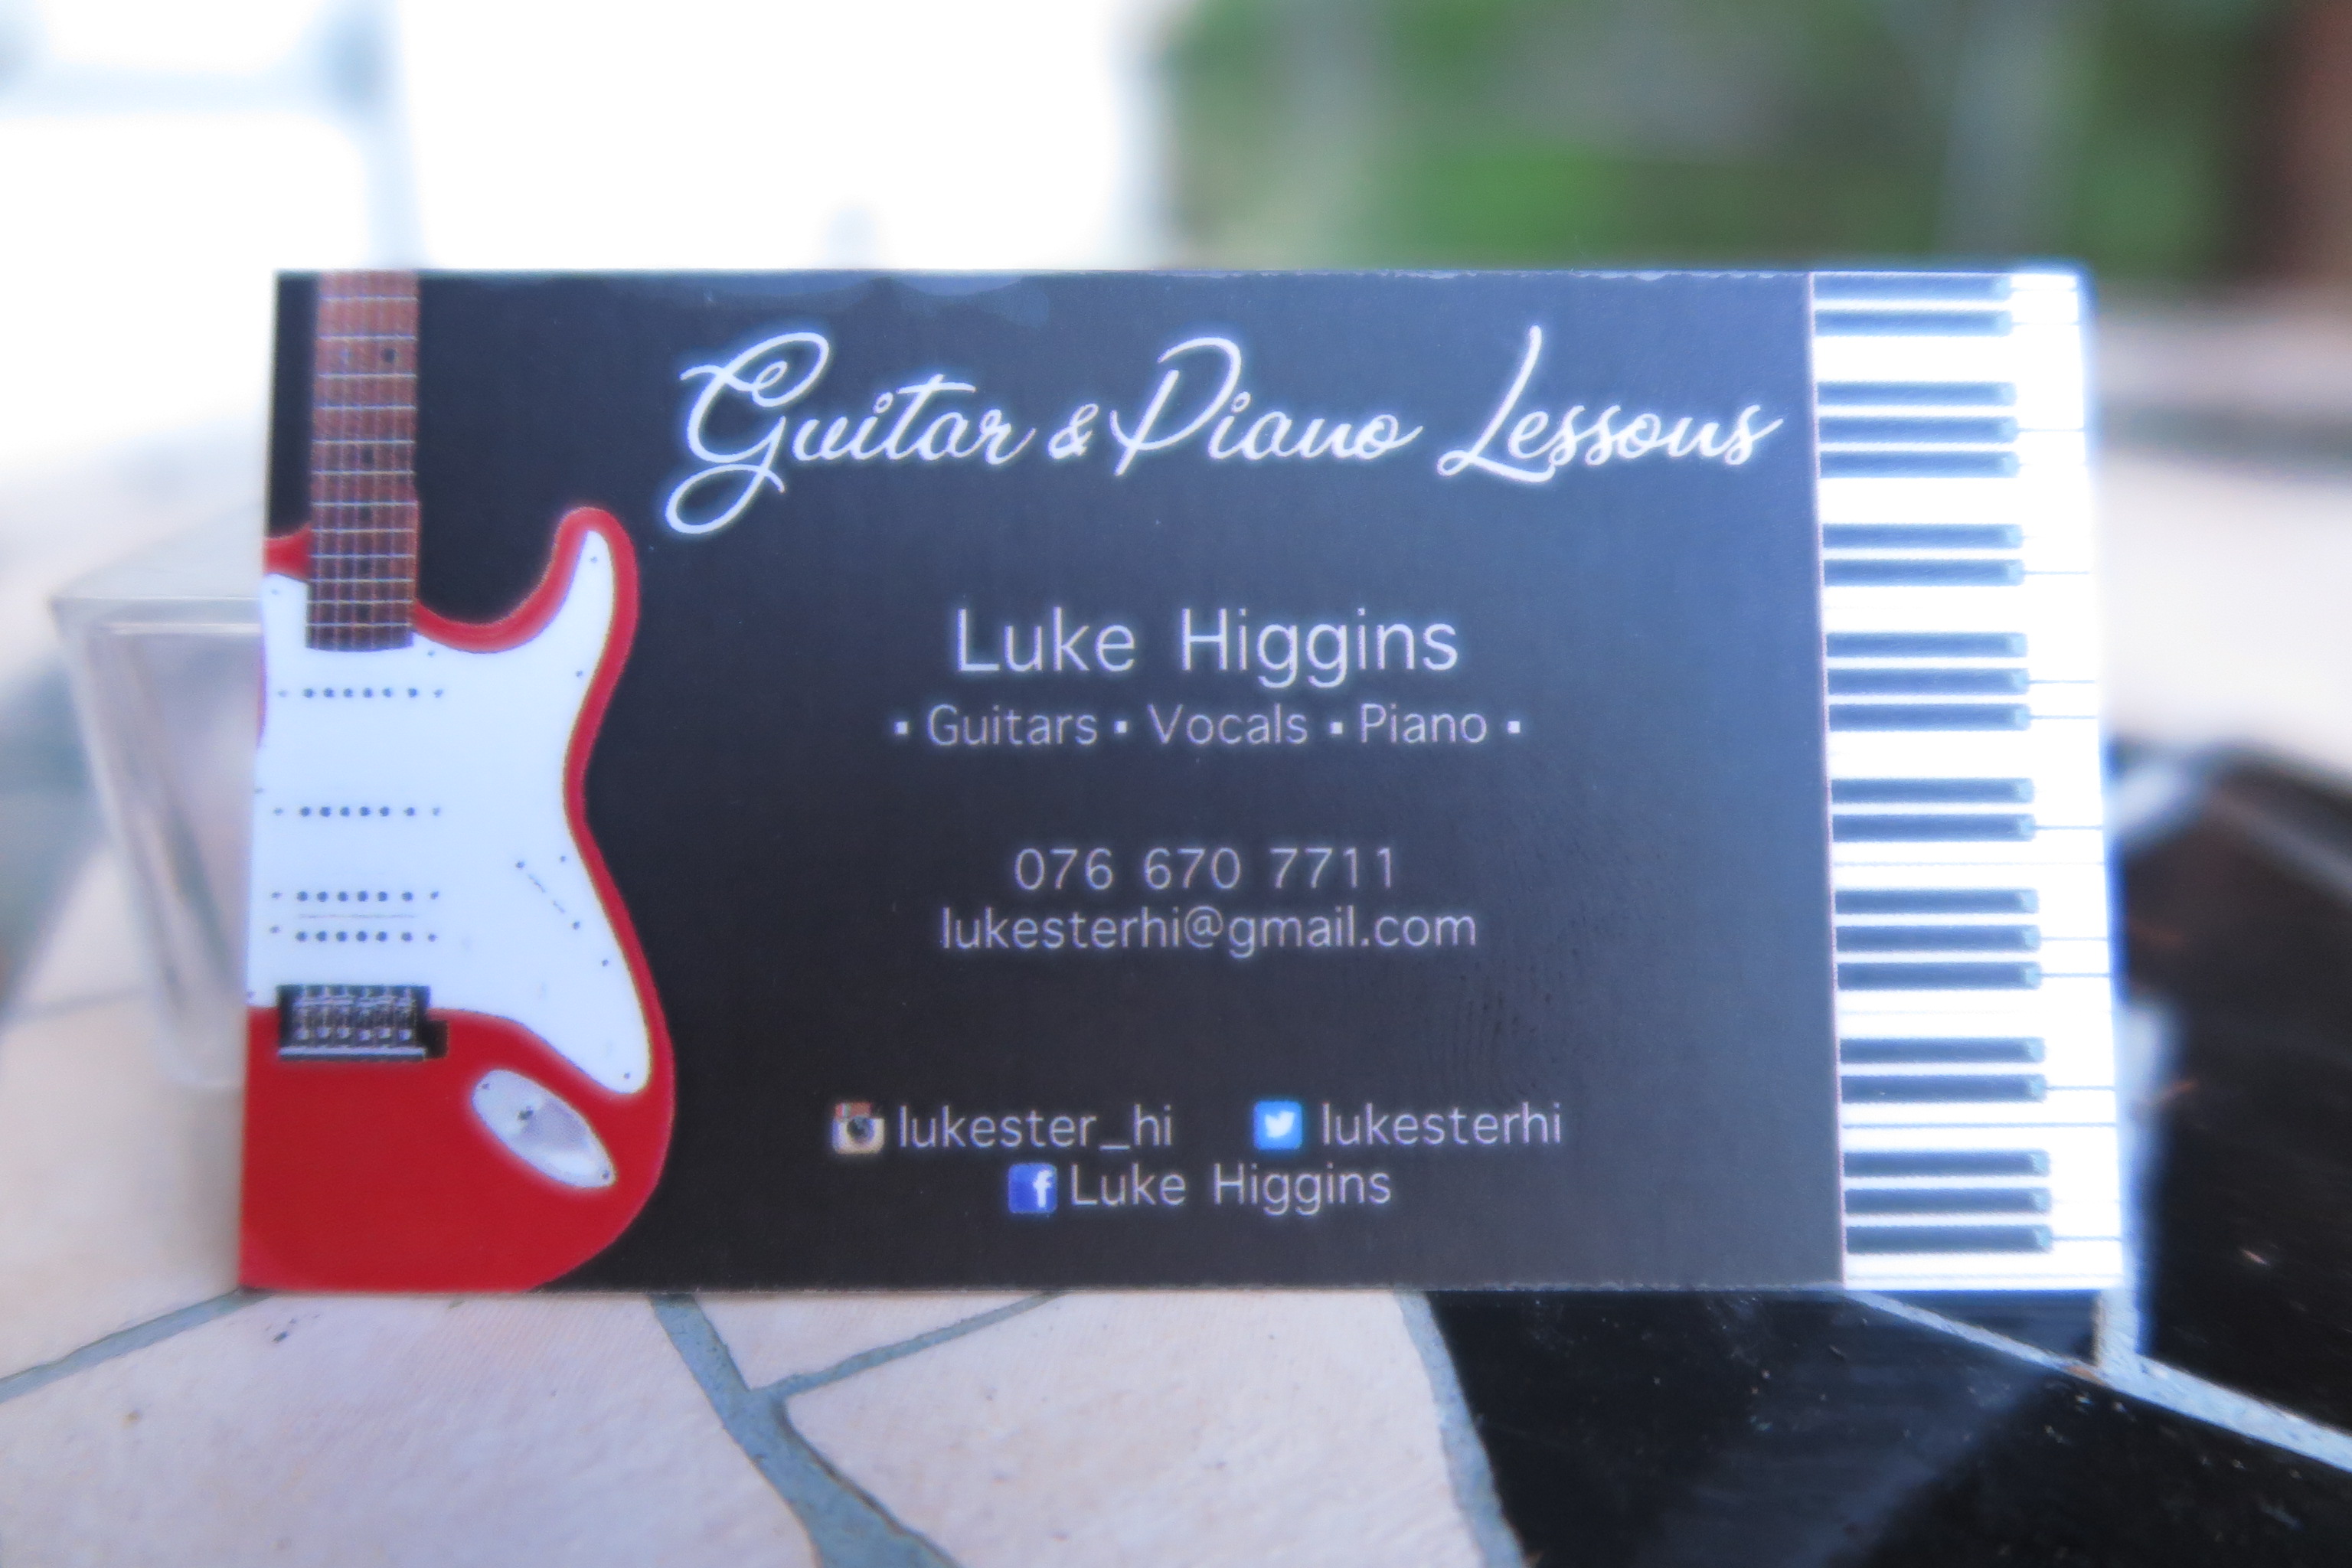 Guitar & Piano Lessons
Luke Higgins
· Guitars · Vocals · Piano ·
076 670 7711
lukesterhi@gmail.com
lukester_hi lukesterhi
Luke Higgins